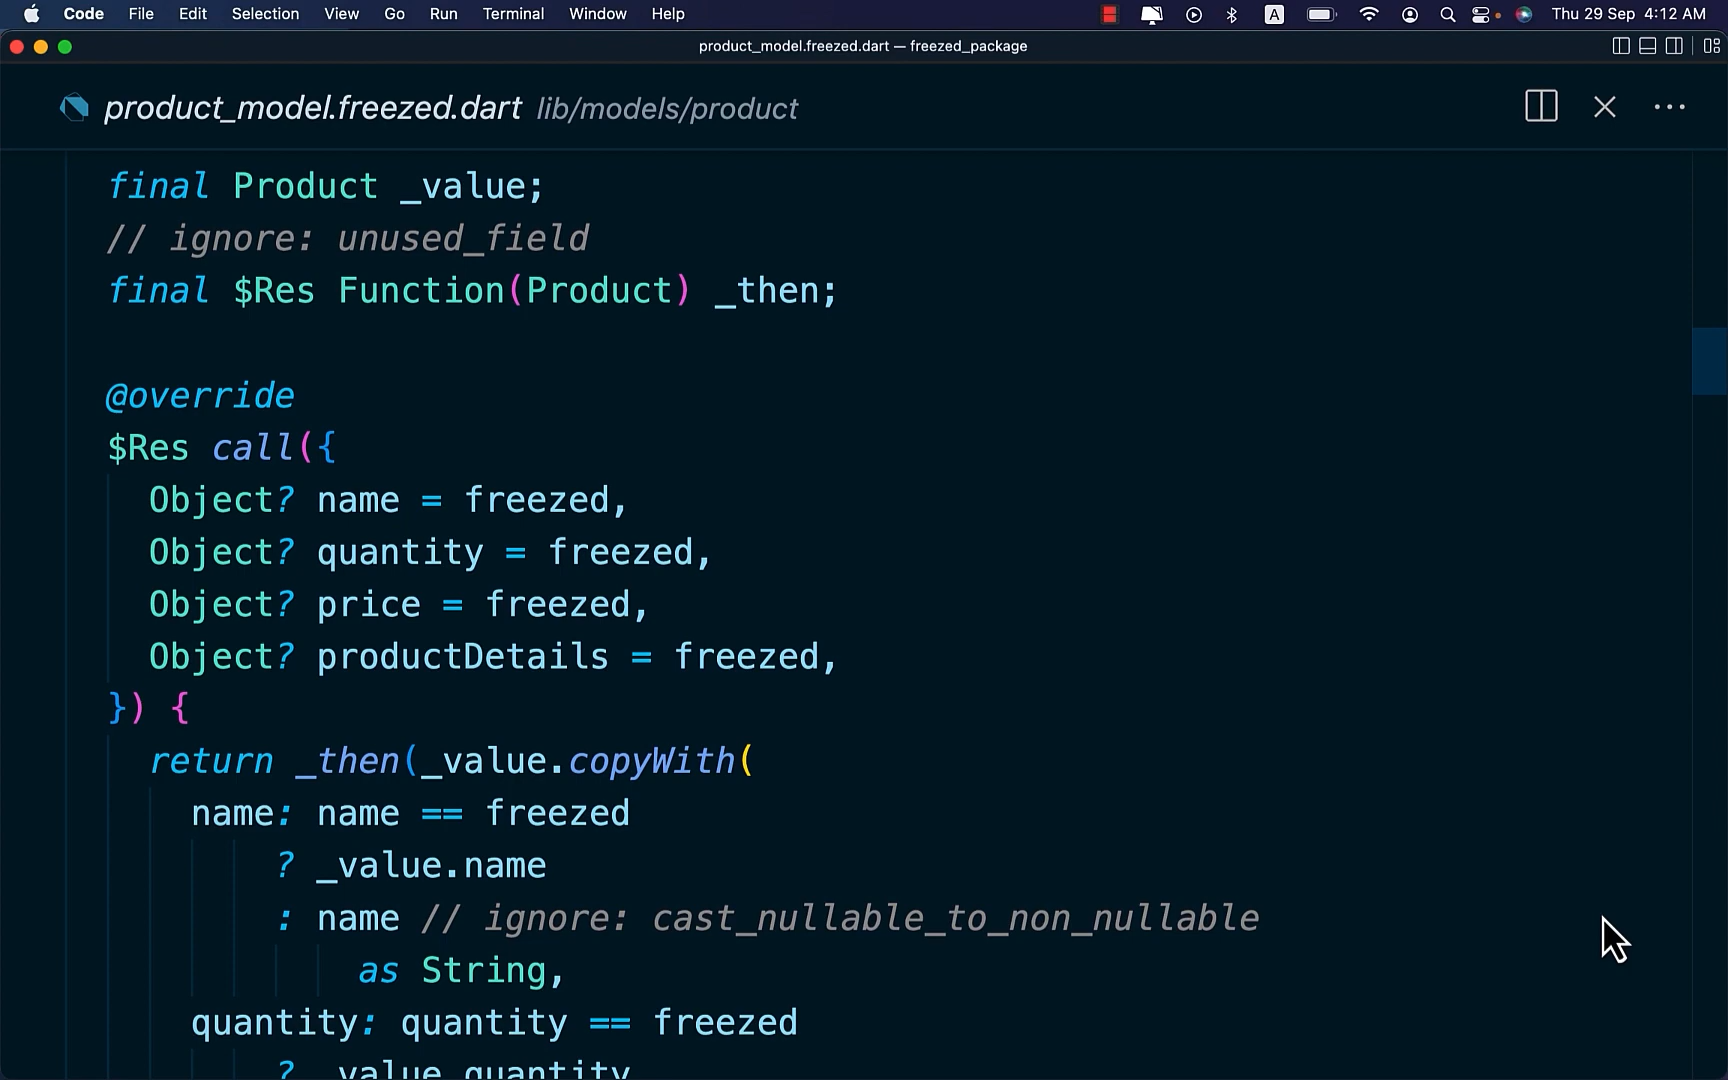 Code File Edit Selection View Go Run Terminal Window Help A Thu 29 Sep 4:12 AM
product_model.freezed.dart — freezed_package
product_model.freezed.dart lib/models/product
final Product _value;
// ignore: unused_field
final $Res Function(Product) _then;
@override
$Res call({
Object? name = freezed,
Object? quantity = freezed,
Object? price = freezed,
Object? productDetails = freezed,
}) {
return _then(_value.copyWith(
name: name == freezed
? _value.name
: name // ignore: cast_nullable_to_non_nullable
as String,
quantity: quantity == freezed
? _value.quantity